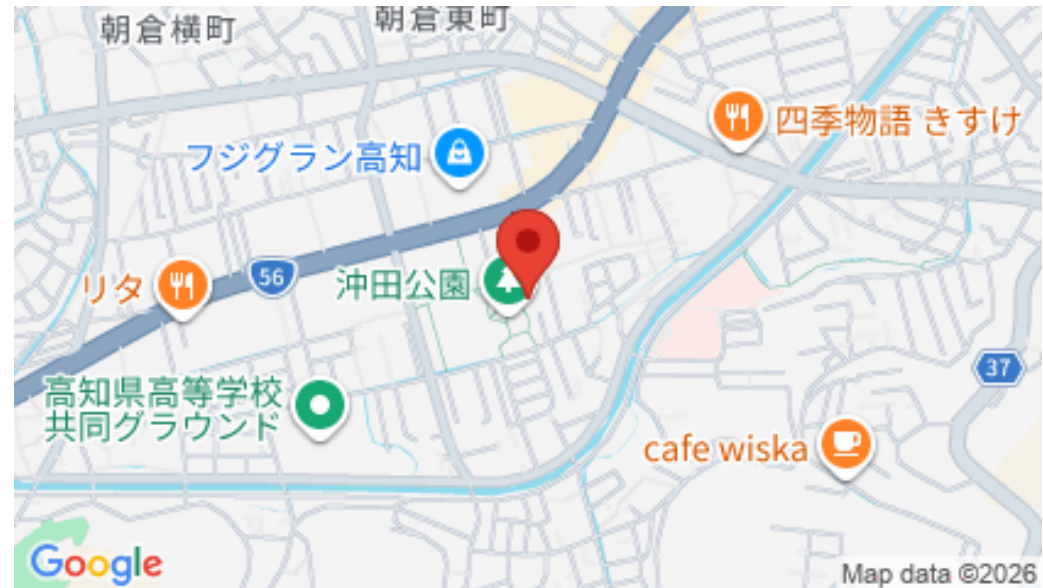 朝倉横町
朝倉東町
四季物語 きすけ
フジグラン高知
リタ
56
沖田公園
37
高知県高等学校
共同グラウンド
cafe wiska
Google
Map data ©2026